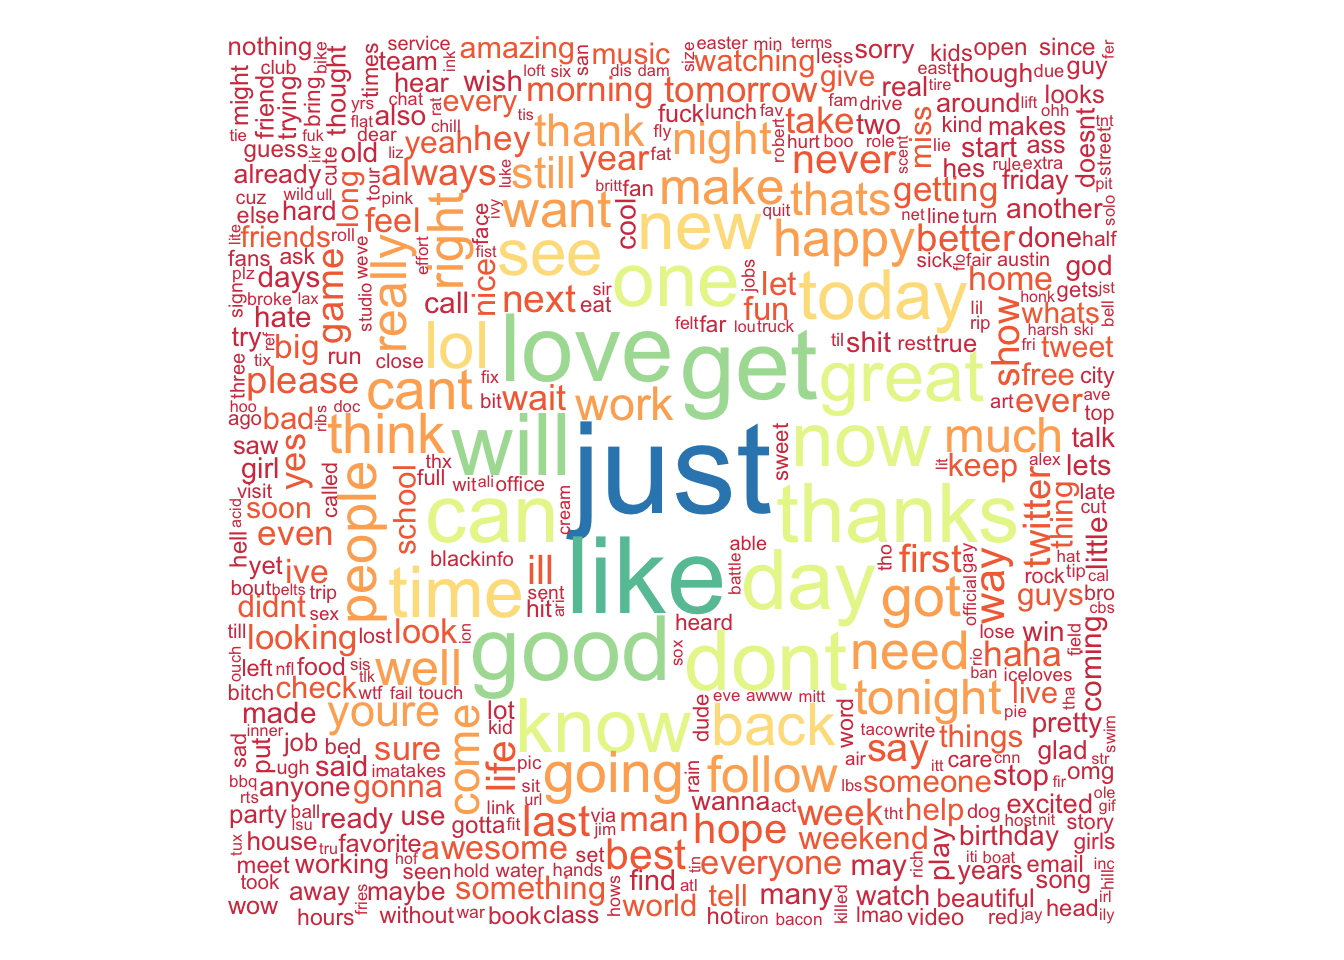 nothing
club
bike
service
team
hear
ink
amazing
loft
six
san
music
dis
dam
size
easter
min
terms
watching
less
sorry
kids
open
since
fer
might
friend
trying
bring
thought
times
yrs
chat
also
rat
every
wish
morning
tomorrow
give
real
east
though
due
guy
tie
fuk
flat
dear
chill
yeah
hey
tis
thank
fly
fuck
lunch
fav
night
robert
fam
drive
take
two
tire
around
lift
looks
ohh
tnt
guess
ikr
cute
old
liz
always
luke
still
year
fat
hurt
boo
role
never
scent
miss
kind
makes
lie
start
ass
doesnt
street
already
cuz
wild
ull
long
tour
pink
ivy
want
britt
fan
make
quit
thats
getting
hes
rule
extra
friday
pit
else
hard
feel
right
face
cool
new
happy
net
line
turn
another
solo
lite
friends
roll
really
effort
fist
see
one
better
done
half
fans
ask
weve
studio
nice
sir
jobs
let
today
sick
flo
fair
austin
god
sign
plz
days
broke
lax
game
call
next
eat
fun
home
honk
gets
jst
hate
lol
love
felt
far
lou
truck
lil
rip
whats
bell
try
ref
big
run
close
get
til
shit
rest
true
harsh
ski
fri
show
tweet
three
tix
please
cant
fix
bit
wait
work
great
free
city
hoo
ago
bad
ribs
doc
think
will
just
sweet
now
art
ever
ave
top
much
saw
girl
yes
people
thx
full
wit
ali
office
cream
lit
keep
alex
talk
lets
visit
called
school
can
thanks
twitter
thing
late
cut
soon
hell
acid
even
black
info
able
battle
tho
first
gay
official
way
hat
little
yet
ive
time
ill
sent
hit
ari
like
day
got
rock
tip
cal
bout
belts
trip
didnt
sex
guys
bro
cbs
till
looking
lost
look
ion
good
heard
sox
dont
need
lose
win
field
ouch
left
nfl
food
sis
tlk
well
rio
haha
coming
bitch
check
wtf
fail
touch
eve
awww
mitt
ban
ice
loves
tha
made
youre
come
lot
kid
know
dude
back
word
tonight
live
pie
pretty
sad
inner
put
job
bed
sure
life
pic
taco
write
say
things
glad
str
swim
bbq
rts
ugh
said
ima
takes
sit
going
rain
follow
air
itt
care
cnn
stop
fir
omg
anyone
gonna
url
lbs
someone
ole
gif
party
ball
lsu
ready
use
link
gotta
fit
last
via
jim
man
wanna
act
week
tht
help
dog
excited
host
nit
story
tux
house
tru
favorite
hope
weekend
play
birthday
girls
meet
working
hof
awesome
seen
hold
water
hands
set
best
tin
everyone
may
rich
iti
boat
years
email
inc
took
away
fries
maybe
something
hows
find
atl
tell
many
watch
beautiful
song
hill
irl
wow
hours
without
war
book
class
world
hot
iron
bacon
killed
lmao
video
red
jay
head
ily